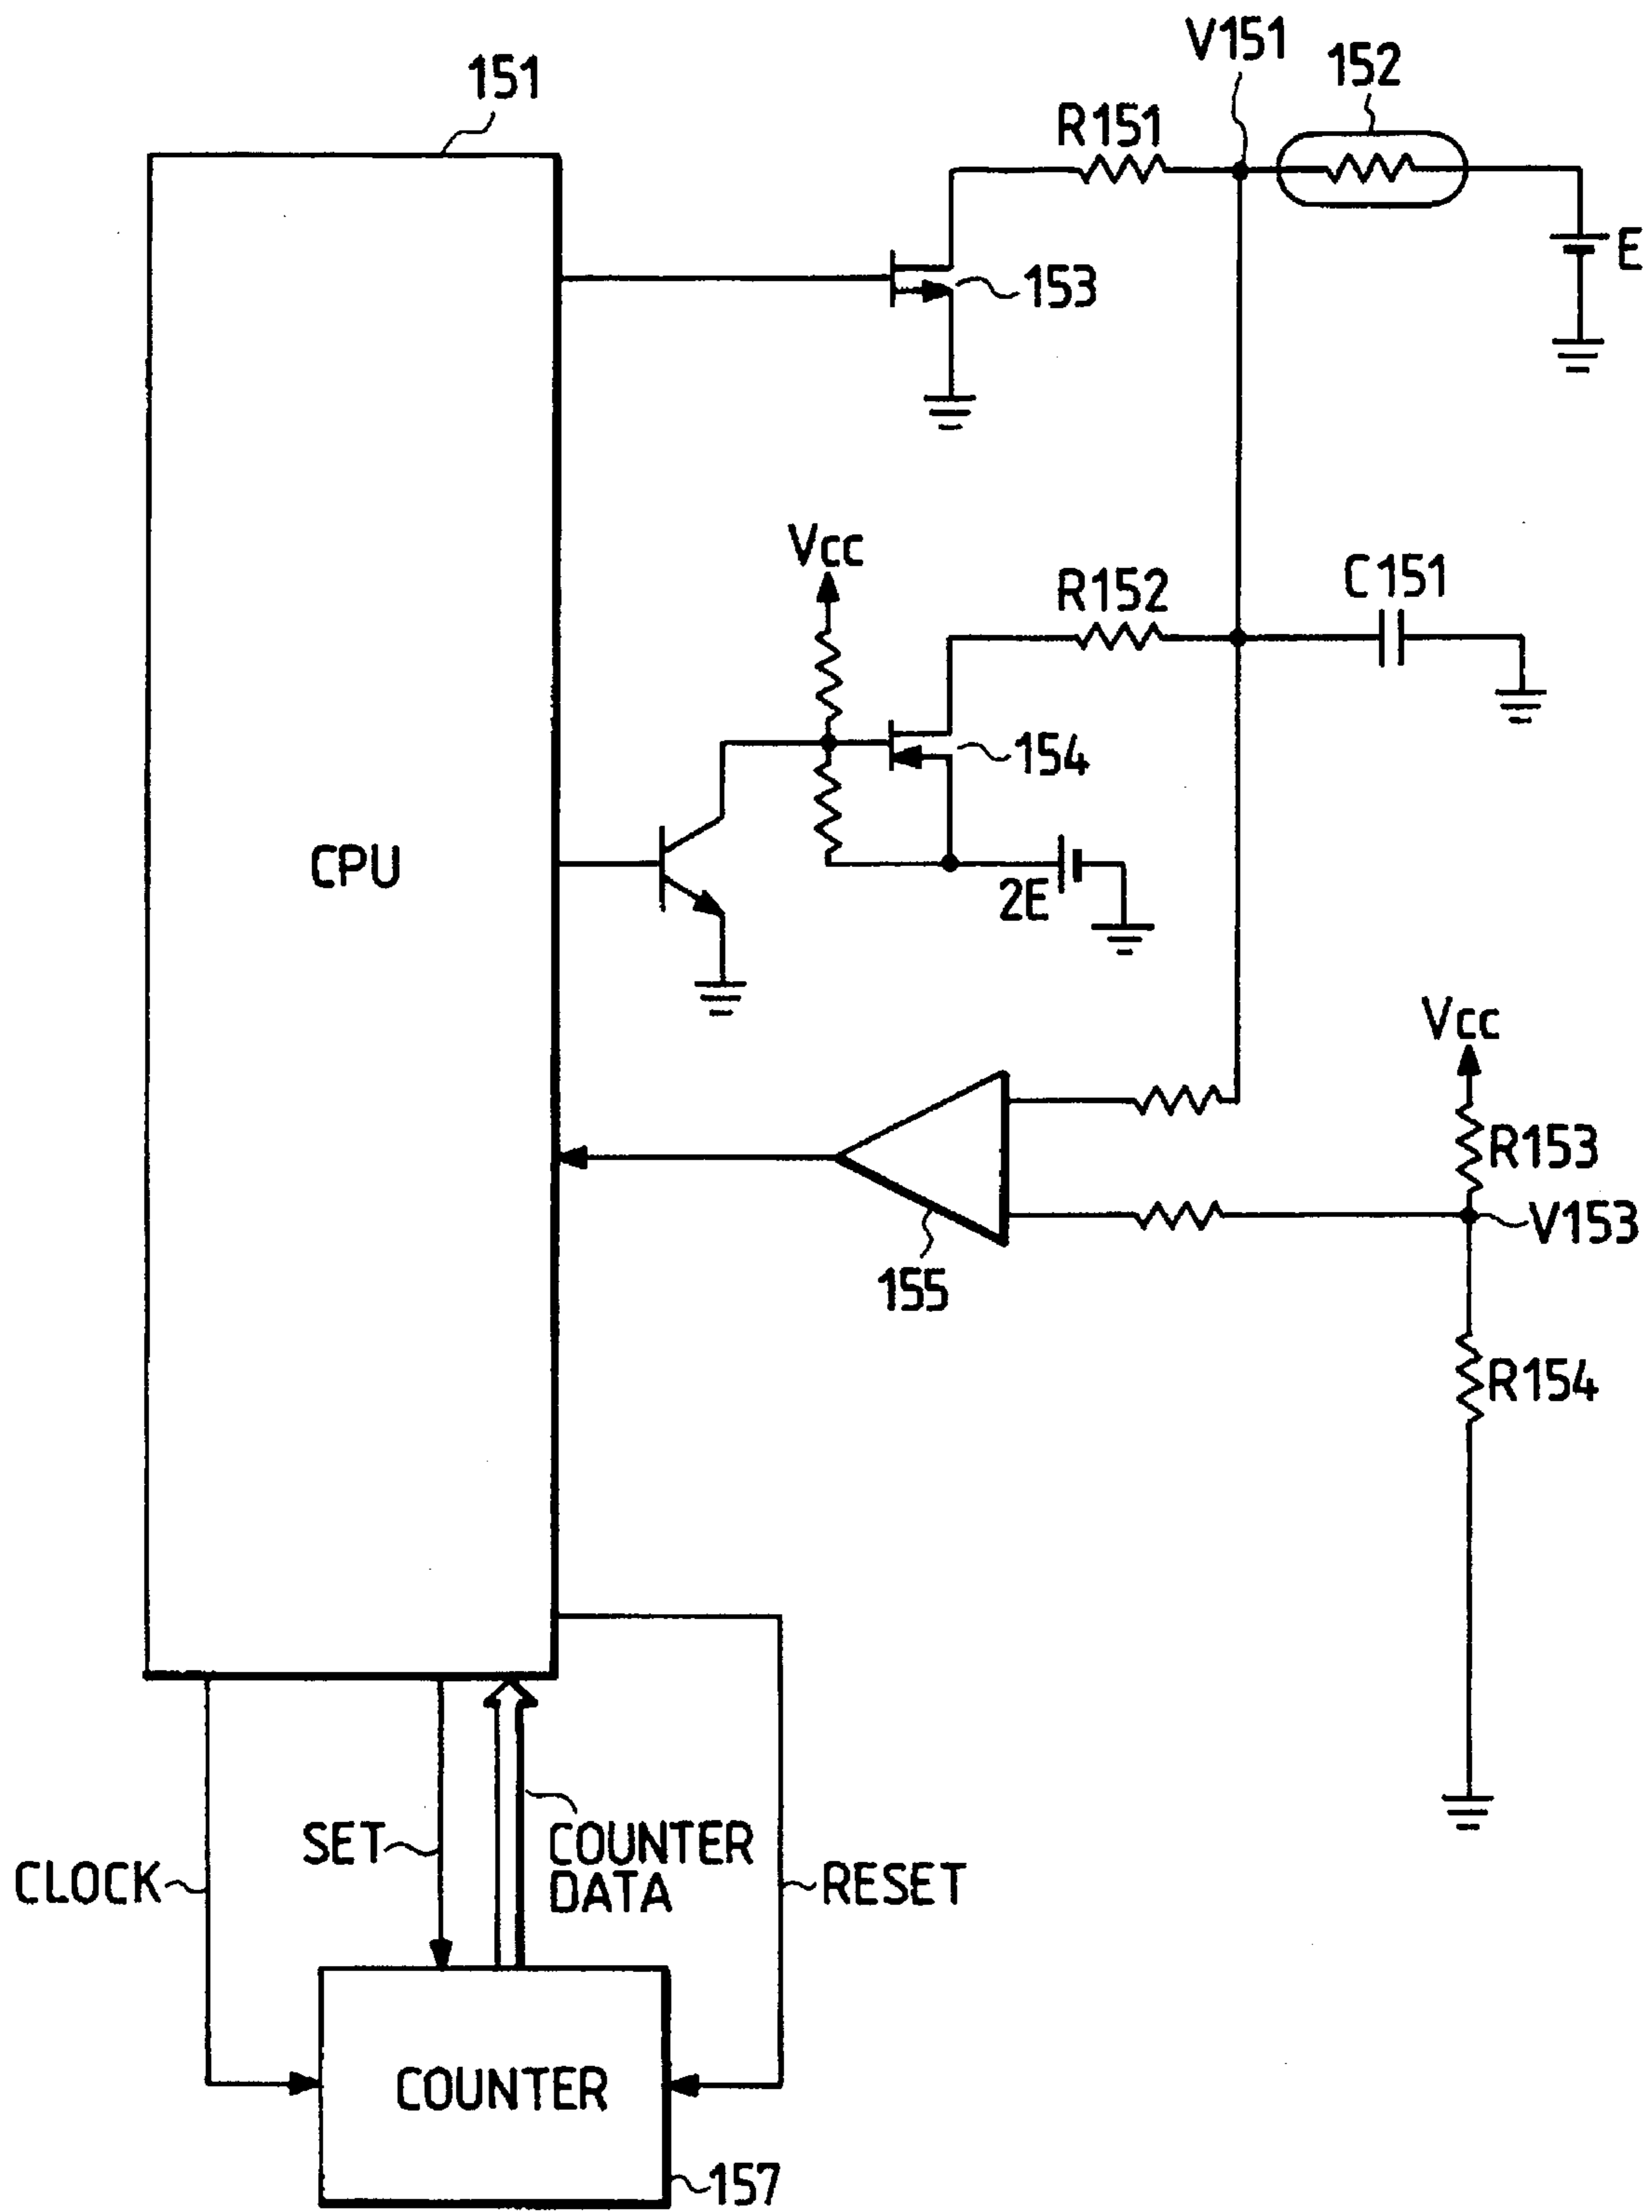 V151
151
152
R151
E
153
Vcc
R152
C151
154
CPU
2E
Vcc
R153
V153
155
R154
SET
COUNTER
DATA
CLOCK
RESET
COUNTER
157